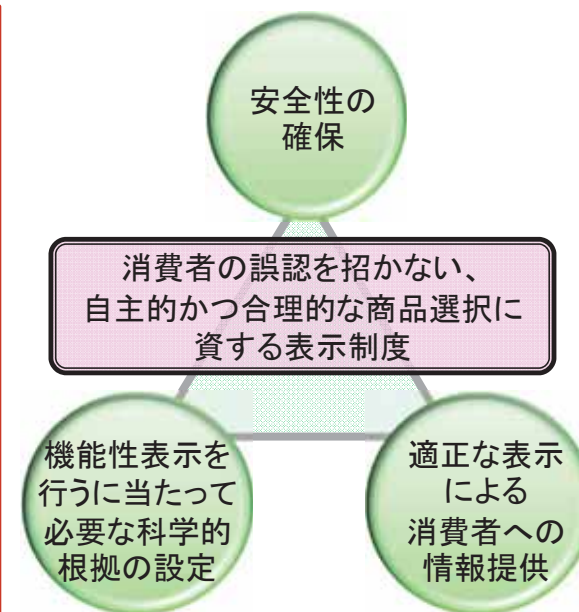 安全性の
確保
消費者の誤認を招かない、
自主的かつ合理的な商品選択に
資する表示制度
機能性表示を
行うに当たって
必要な科学的
根拠の設定
適正な表示
による
消費者への
情報提供